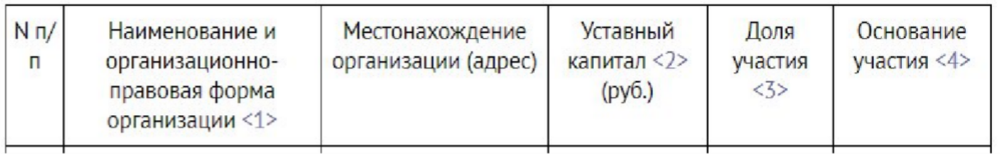 N п/
п
Наименование и
организационно-
правовая форма
организации <1>
Местонахождение
организации (адрес)
Уставный
капитал <2>
(руб.)
Доля
участия
<3>
Основание
участия <4>